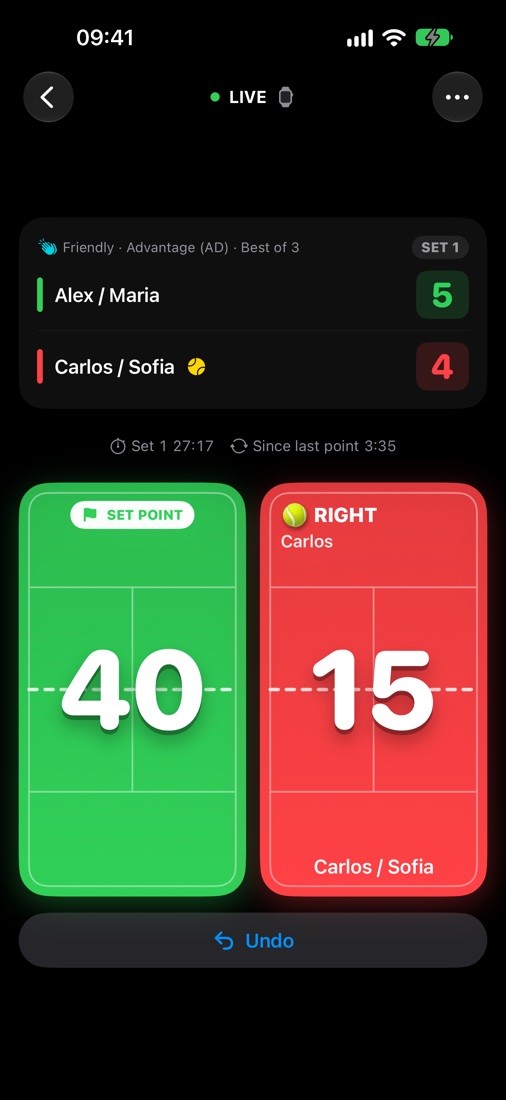 09:41
LIVE
Friendly · Advantage (AD) · Best of 3
SET 1
Alex / Maria
5
Carlos / Sofia
4
Set 1 27:17
Since last point 3:35
SET POINT
40
RIGHT
Carlos
15
Carlos / Sofia
Undo